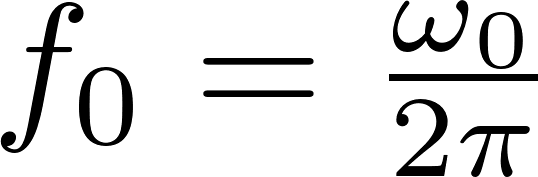 f₀ = ω₀/2π